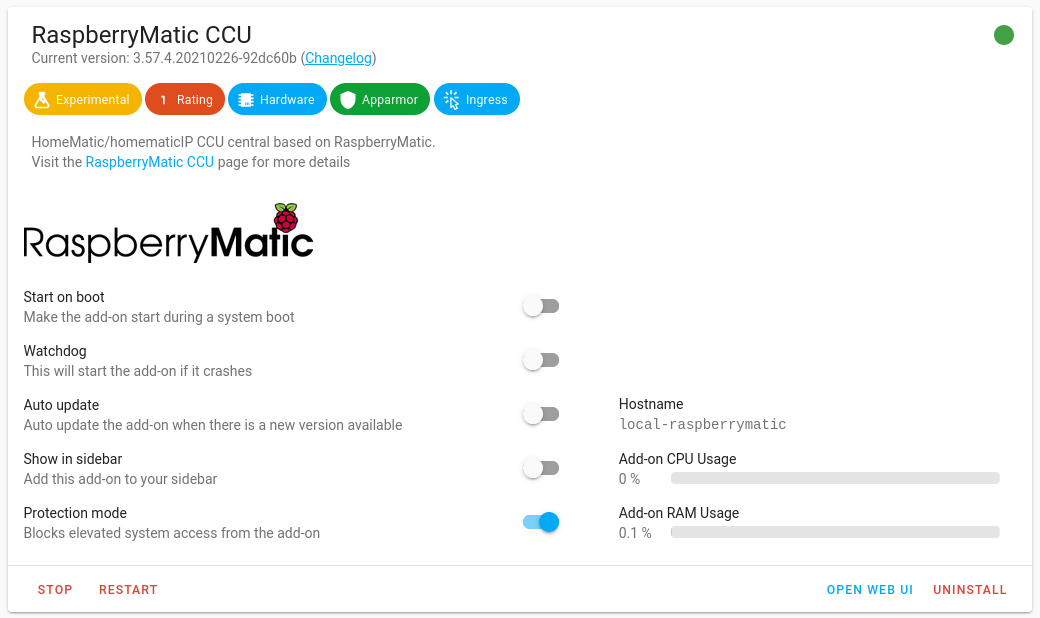 RaspberryMatic CCU
Current version: 3.57.4.20210226-92dc60b (Changelog)
Experimental
1 Rating
Hardware
Apparmor
Ingress
HomeMatic/homematicIP CCU central based on RaspberryMatic.
Visit the RaspberryMatic CCU page for more details
RaspberryMatic
Start on boot
Make the add-on start during a system boot
Watchdog
This will start the add-on if it crashes
Auto update
Auto update the add-on when there is a new version available
Show in sidebar
Add this add-on to your sidebar
Protection mode
Blocks elevated system access from the add-on
Hostname
local-raspberrymatic
Add-on CPU Usage
0 %
Add-on RAM Usage
0.1 %
STOP
RESTART
OPEN WEB UI
UNINSTALL